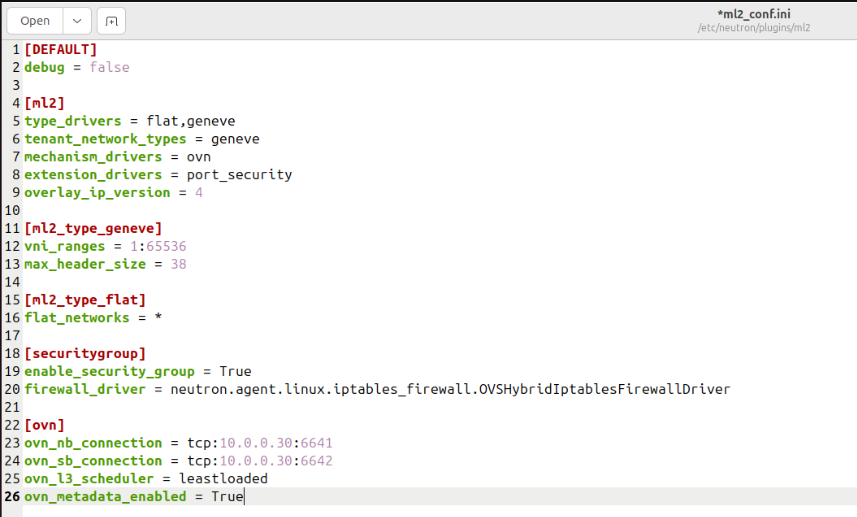 Open
*ml2_conf.ini
/etc/neutron/plugins/ml2
1 [DEFAULT]
2 debug = false
3
4 [ml2]
5 type_drivers = flat,geneve
6 tenant_network_types = geneve
7 mechanism_drivers = ovn
8 extension_drivers = port_security
9 overlay_ip_version = 4
10
11 [ml2_type_geneve]
12 vni_ranges = 1:65536
13 max_header_size = 38
14
15 [ml2_type_flat]
16 flat_networks = *
17
18 [securitygroup]
19 enable_security_group = True
20 firewall_driver = neutron.agent.linux.iptables_firewall.OVSHybridIptablesFirewallDriver
21
22 [ovn]
23 ovn_nb_connection = tcp:10.0.0.30:6641
24 ovn_sb_connection = tcp:10.0.0.30:6642
25 ovn_l3_scheduler = leastloaded
26 ovn_metadata_enabled = True